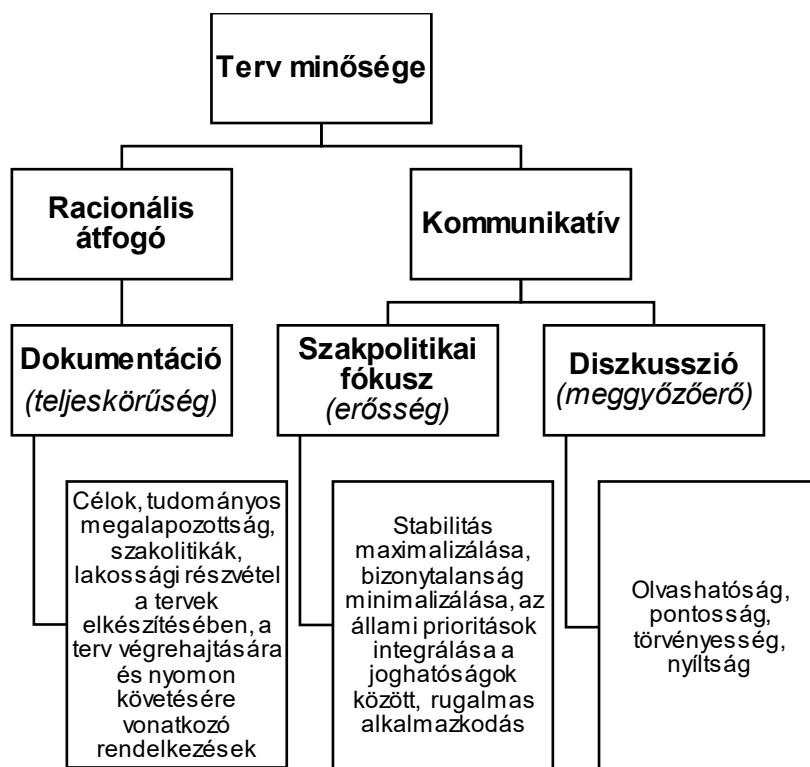 Terv minősége
Racionális
átfogó
Kommunikatív
Dokumentáció
(teljeskörűség)
Szakpolitikai
fókusz
(erősség)
Diszkusszió
(meggyőzőerő)
Célok, tudományos
megalapozottság,
szakolitikák,
lakossági részvétel
a tervek
elkészítésében, a
terv végrehajtására
és nyomon
követésére
vonatkozó
rendelkezések
Stabilitás
maximalizálása,
bizonytalanság
minimalizálása, az
állami prioritások
integrálása a
joghatóságok
között, rugalmas
alkalmazkodás
Olvashatóság,
pontosság,
törvényesség,
nyíltság